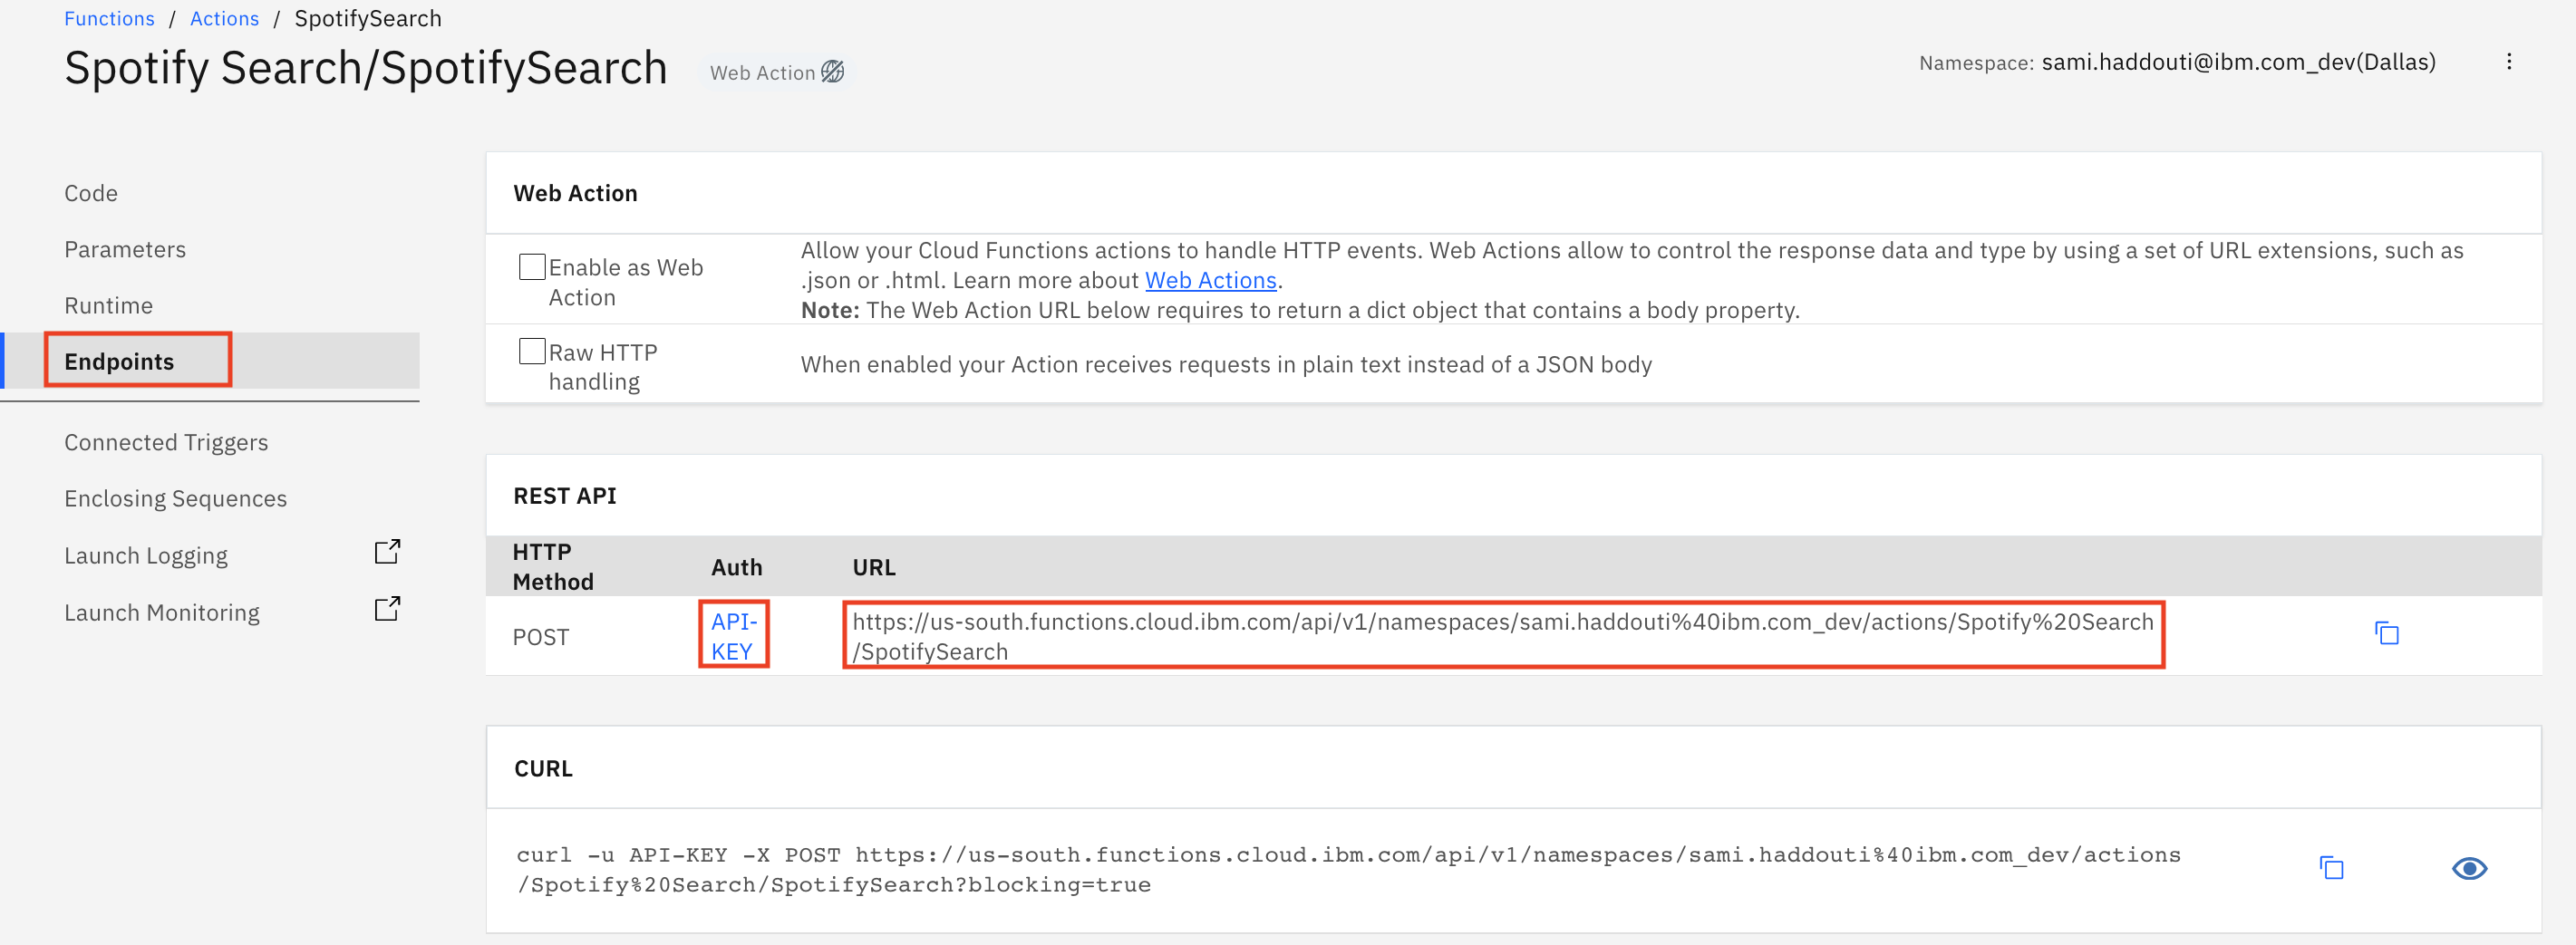 Functions / Actions / SpotifySearch
Spotify Search/SpotifySearch Web Action
Namespace: sami.haddouti@ibm.com_dev(Dallas)
Code
Parameters
Runtime
Endpoints
Connected Triggers
Enclosing Sequences
Launch Logging
Launch Monitoring
Web Action
Enable as Web
Action
Allow your Cloud Functions actions to handle HTTP events. Web Actions allow to control the response data and type by using a set of URL extensions, such as
.json or .html. Learn more about Web Actions.
Note: The Web Action URL below requires to return a dict object that contains a body property.
Raw HTTP
handling
When enabled your Action receives requests in plain text instead of a JSON body
REST API
HTTP
Method
Auth
URL
POST
API-
KEY
https://us-south.functions.cloud.ibm.com/api/v1/namespaces/sami.haddouti%40ibm.com_dev/actions/Spotify%20Search
/SpotifySearch
CURL
curl -u API-KEY -X POST https://us-south.functions.cloud.ibm.com/api/v1/namespaces/sami.haddouti%40ibm.com_dev/actions
/Spotify%20Search/SpotifySearch?blocking=true